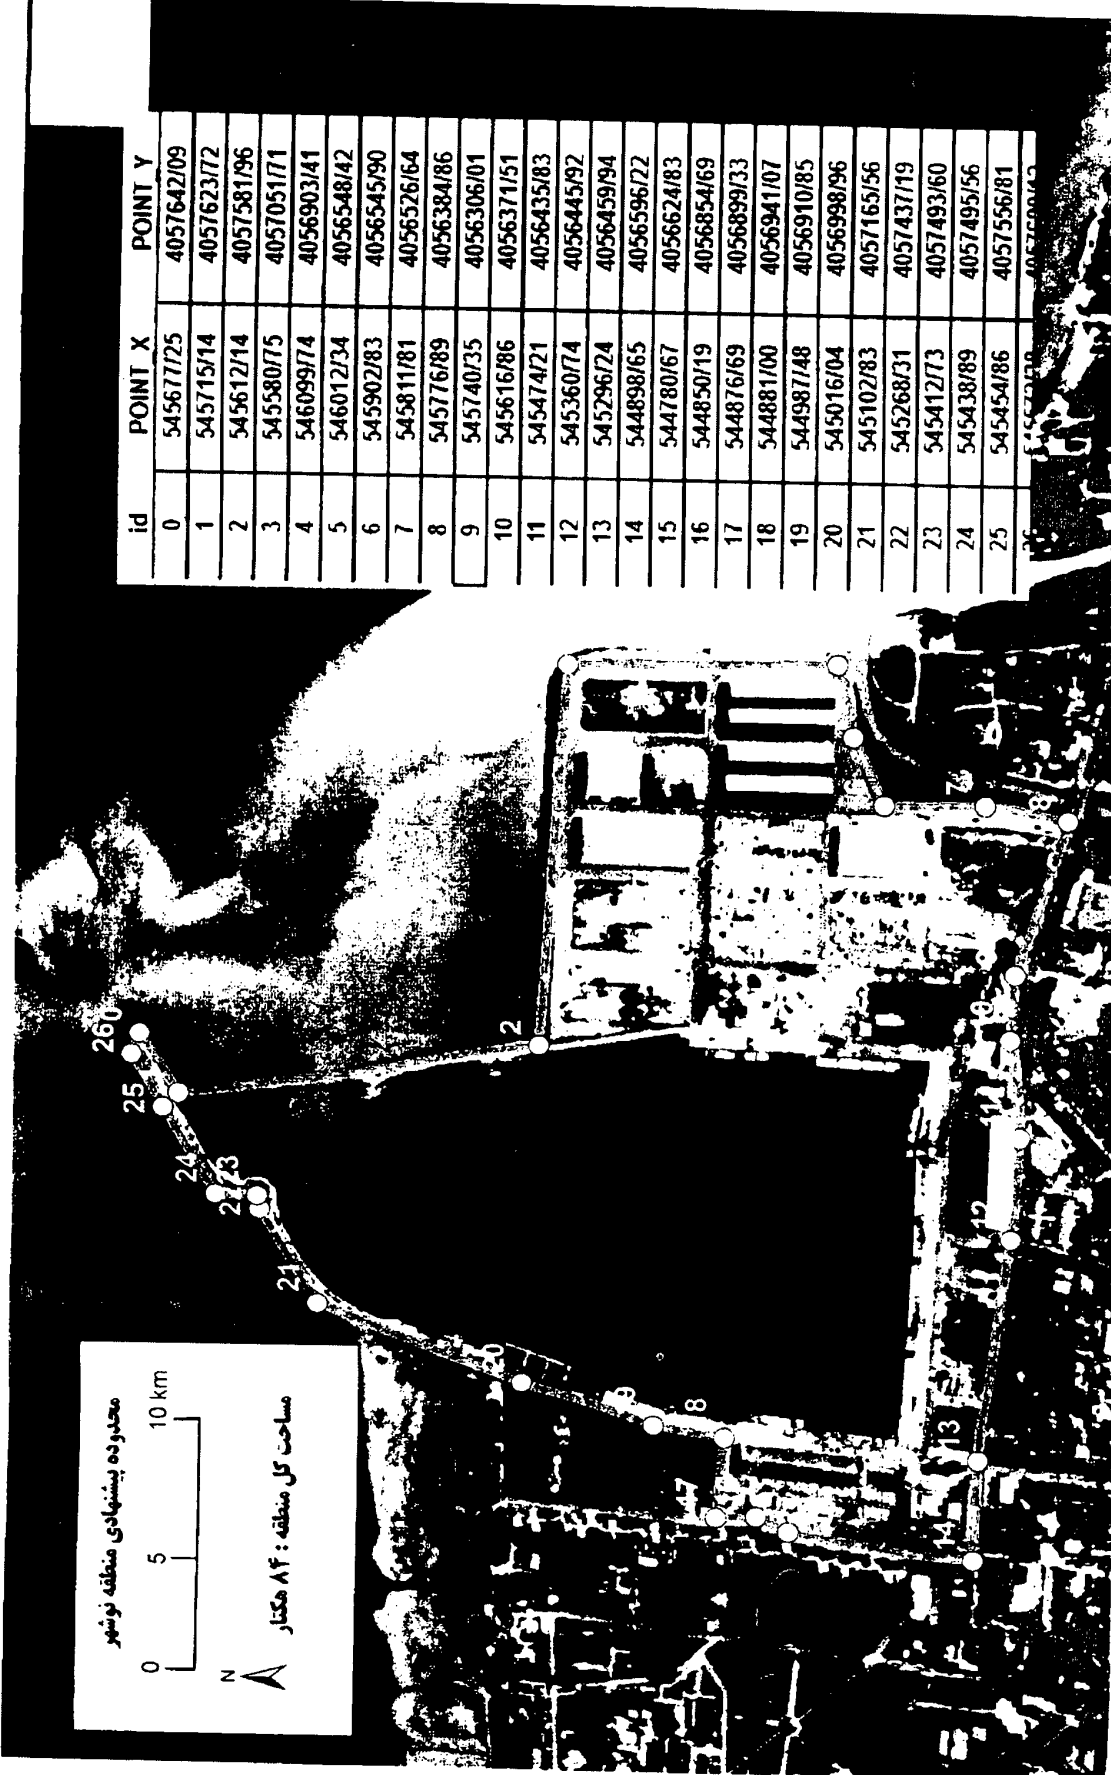 محدوده پیشنهادی منطقه نوشهر
0 5 10 km
N
مساحت کل منطقه : ۸۴ هکتار
id POINT_X POINT_Y
0 545677/25 4057642/09
1 545715/14 4057623/72
2 545612/14 4057581/96
3 545580/75 4057051/71
4 546099/74 4056903/41
5 546012/34 4056548/42
6 545902/83 4056545/90
7 545811/81 4056526/64
8 545776/89 4056384/86
9 545740/35 4056306/01
10 545616/86 4056371/51
11 545474/21 4056435/83
12 545360/74 4056445/92
13 545296/24 4056459/94
14 544898/65 4056596/22
15 544780/67 4056624/83
16 544850/19 4056854/69
17 544876/69 4056899/33
18 544881/00 4056941/07
19 544987/48 4056910/85
20 545016/04 4056998/96
21 545102/83 4057165/56
22 545268/31 4057437/19
23 545412/73 4057493/60
24 545438/89 4057495/56
25 545454/86 4057556/81
26
26 0
25
24
23
21
20
2
8
7
8
11
12
13
14